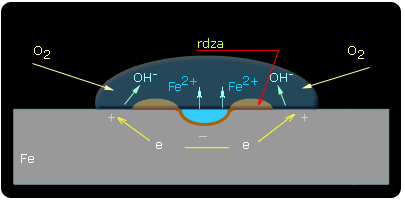 rdza
O₂
O₂
OH⁻
OH⁻
Fe²⁺
Fe²⁺
+
+
e
–
e
Fe